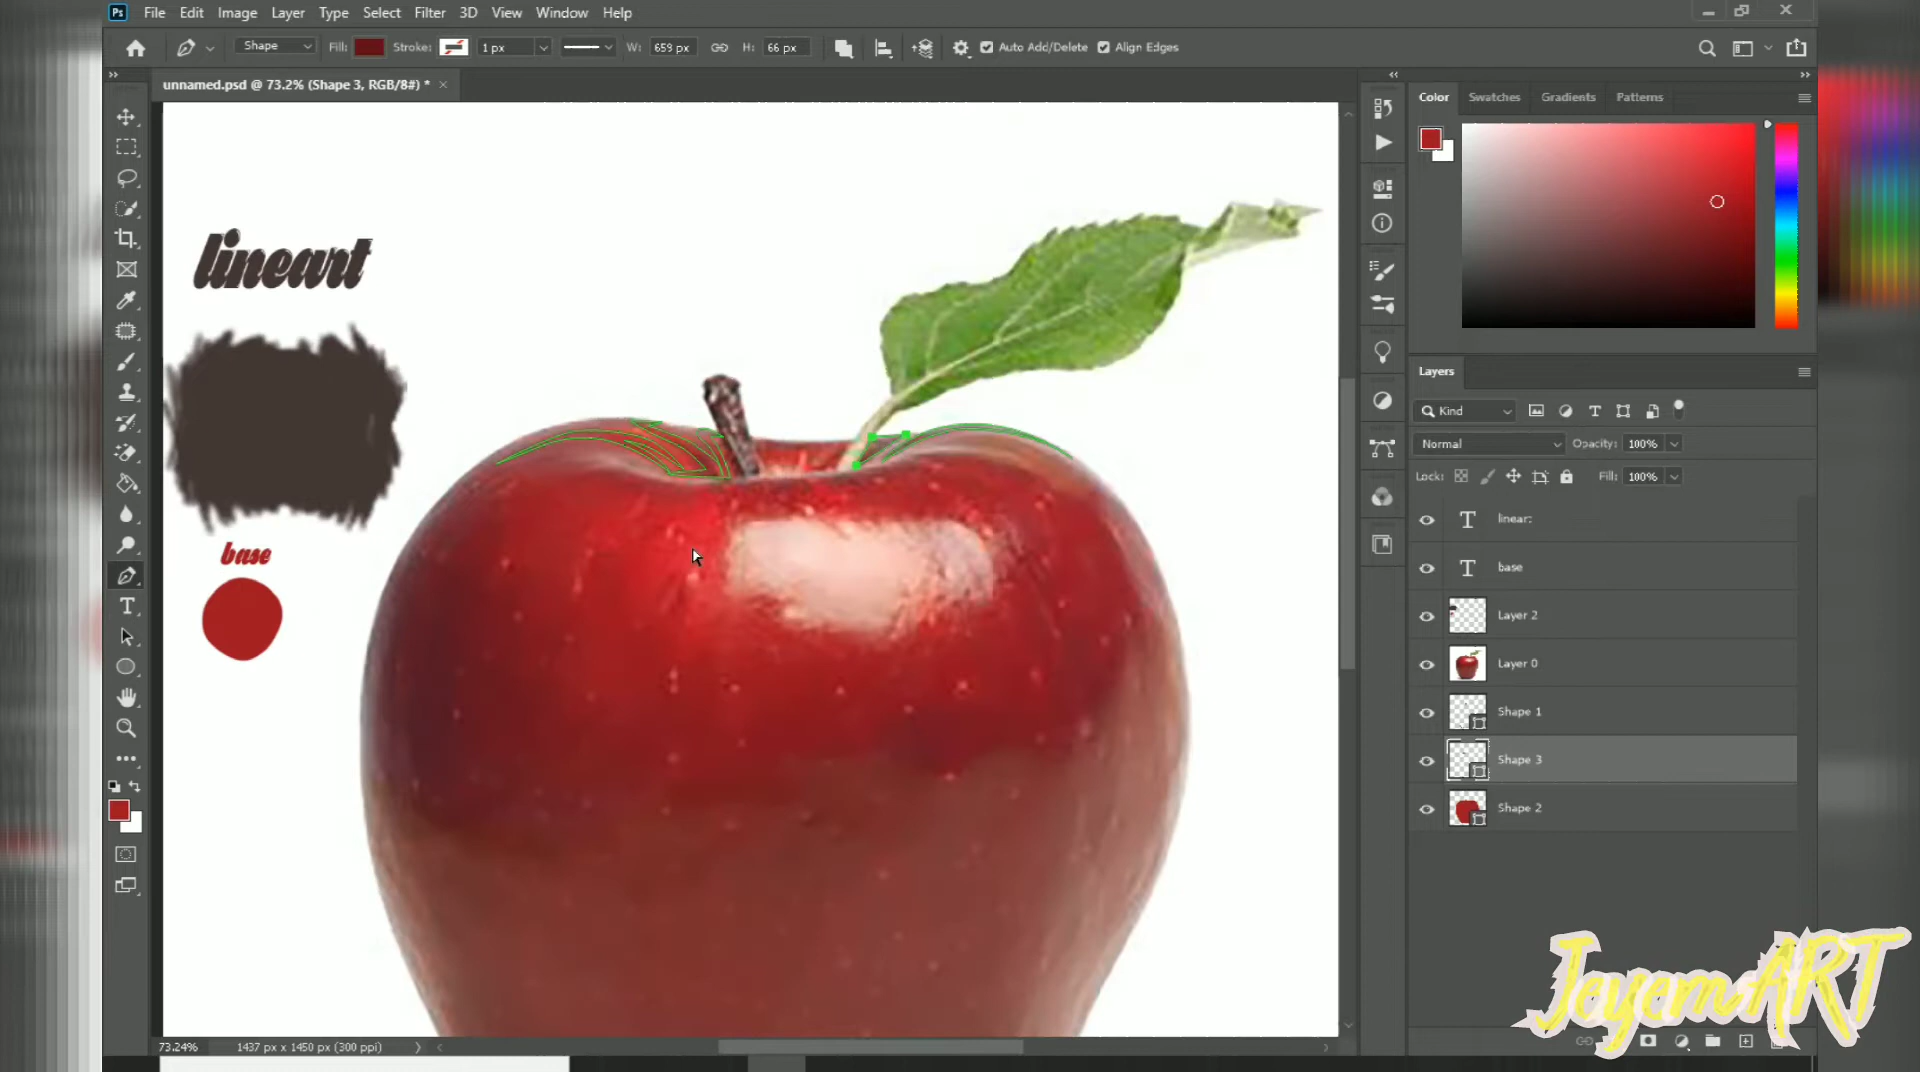 Ps File Edit Image Layer Type Select Filter 3D View Window Help
Shape Fill: Stroke: 1 px W: 659 px H: 66 px Auto Add/Delete Align Edges
unnamed.psd @ 73.2% (Shape 3, RGB/8#) *
Color Swatches Gradients Patterns
lineart
base
Layers
Kind
Normal Opacity: 100%
Lock: Fill: 100%
linear:
base
Layer 2
Layer 0
Shape 1
Shape 3
Shape 2
JeyemART
73.24% 1437 px x 1450 px (300 ppi)